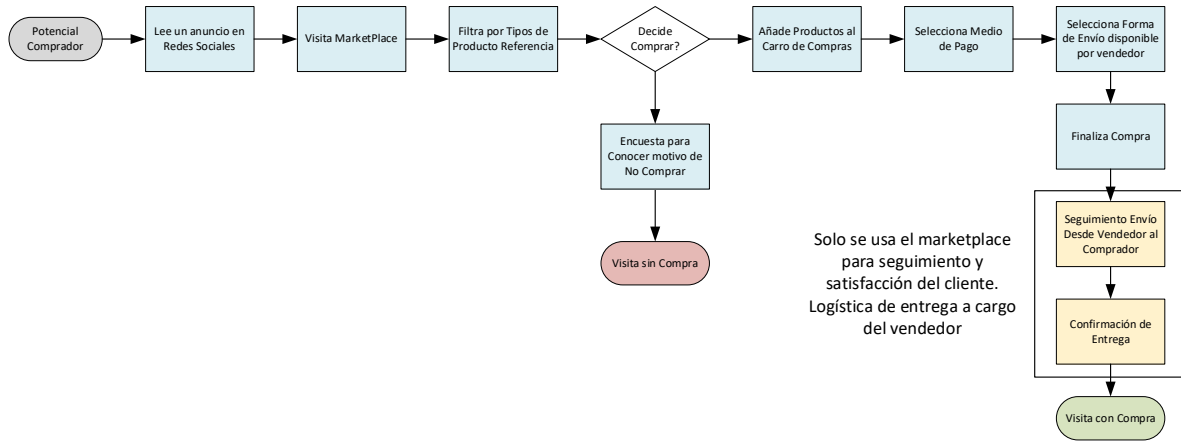 Potencial
Comprador
Lee un anuncio en
Redes Sociales
Visita MarketPlace
Filtra por Tipos de
Producto Referencia
Decide
Comprar?
Añade Productos al
Carro de Compras
Selecciona Medio
de Pago
Selecciona Forma
de Envío disponible
por vendedor
Encuesta para
Conocer motivo de
No Comprar
Finaliza Compra
Visita sin Compra
Solo se usa el marketplace
para seguimiento y
satisfacción del cliente.
Logística de entrega a cargo
del vendedor
Seguimiento Envío
Desde Vendedor al
Comprador
Confirmación de
Entrega
Visita con Compra